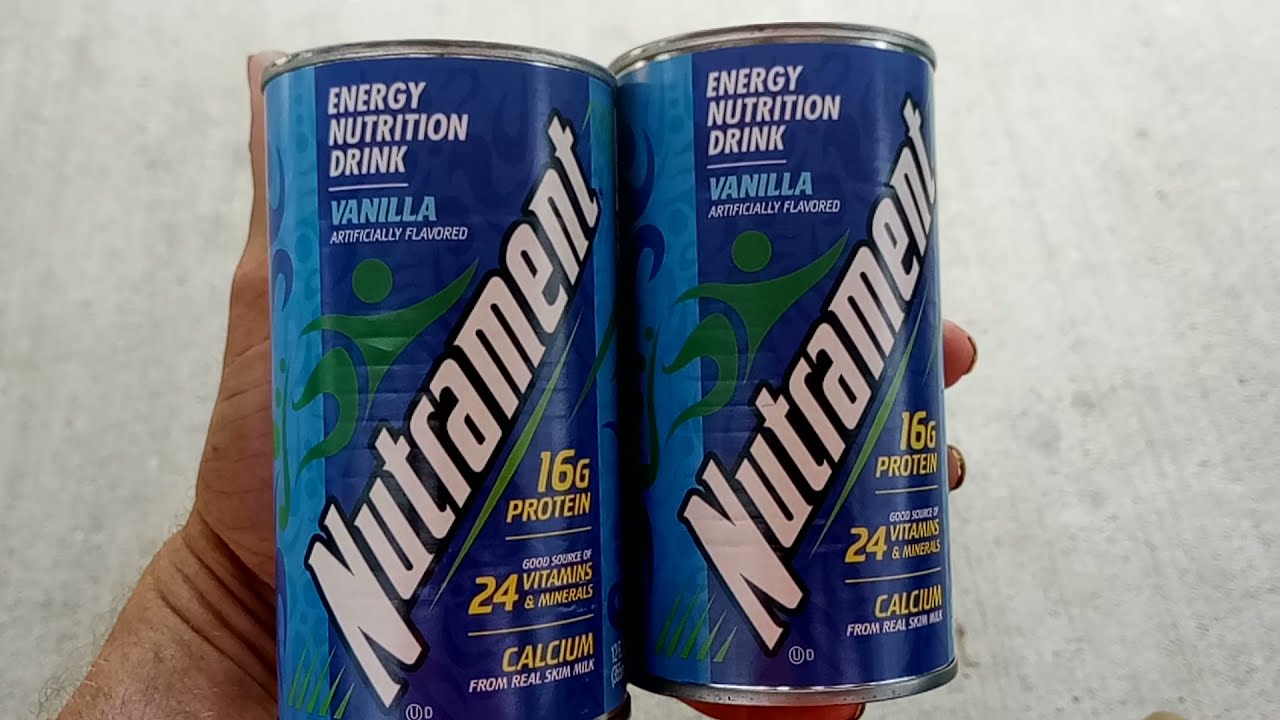 ENERGY
NUTRITION
DRINK
VANILLA
ARTIFICIALLY FLAVORED
Nutrament
16G
PROTEIN
GOOD SOURCE OF
24 VITAMINS
& MINERALS
CALCIUM
FROM REAL SKIM MILK
U D
ENERGY
NUTRITION
DRINK
VANILLA
ARTIFICIALLY FLAVORED
Nutrament
16G
PROTEIN
GOOD SOURCE OF
24 VITAMINS
& MINERALS
CALCIUM
FROM REAL SKIM MILK
U D